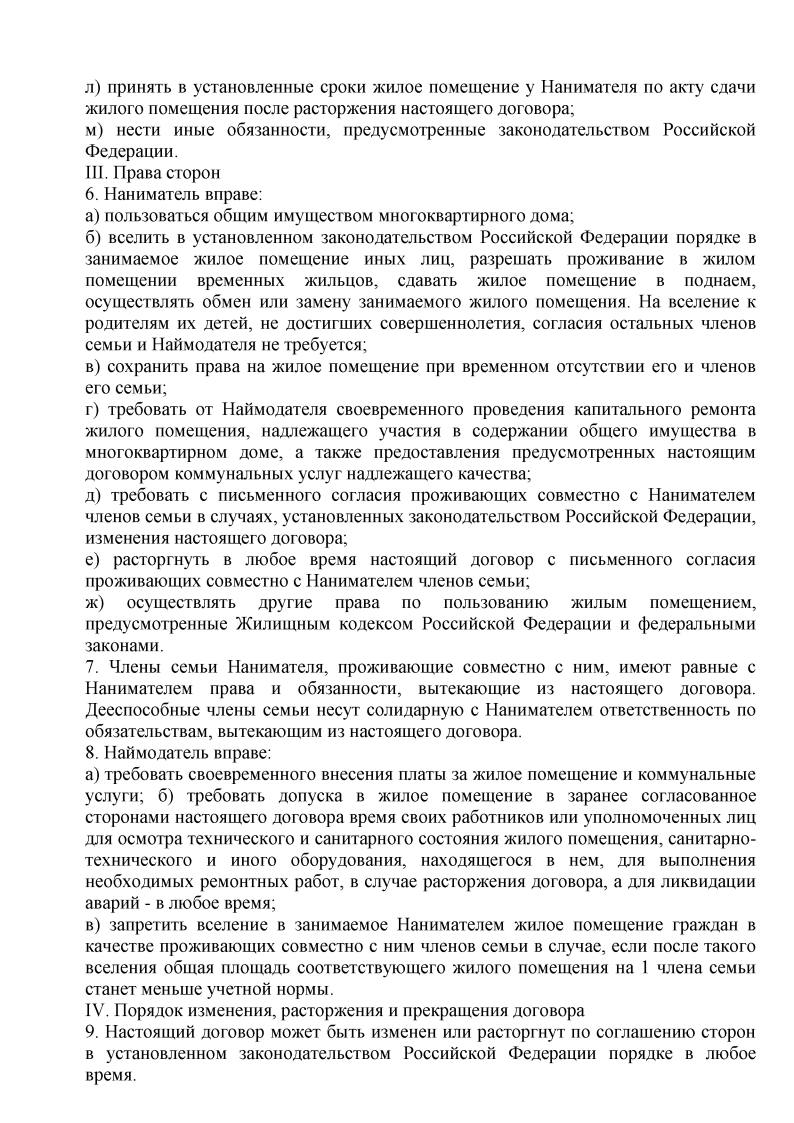 л) принять в установленные сроки жилое помещение у Нанимателя по акту сдачи
жилого помещения после расторжения настоящего договора;
м) нести иные обязанности, предусмотренные законодательством Российской
Федерации.
III. Права сторон
6. Наниматель вправе:
а) пользоваться общим имуществом многоквартирного дома;
б) вселить в установленном законодательством Российской Федерации порядке в
занимаемое жилое помещение иных лиц, разрешать проживание в жилом
помещении временных жильцов, сдавать жилое помещение в поднаем,
осуществлять обмен или замену занимаемого жилого помещения. На вселение к
родителям их детей, не достигших совершеннолетия, согласия остальных членов
семьи и Наймодателя не требуется;
в) сохранить права на жилое помещение при временном отсутствии его и членов
его семьи;
г) требовать от Наймодателя своевременного проведения капитального ремонта
жилого помещения, надлежащего участия в содержании общего имущества в
многоквартирном доме, а также предоставления предусмотренных настоящим
договором коммунальных услуг надлежащего качества;
д) требовать с письменного согласия проживающих совместно с Нанимателем
членов семьи в случаях, установленных законодательством Российской Федерации,
изменения настоящего договора;
е) расторгнуть в любое время настоящий договор с письменного согласия
проживающих совместно с Нанимателем членов семьи;
ж) осуществлять другие права по пользованию жилым помещением,
предусмотренные Жилищным кодексом Российской Федерации и федеральными
законами.
7. Члены семьи Нанимателя, проживающие совместно с ним, имеют равные с
Нанимателем права и обязанности, вытекающие из настоящего договора.
Дееспособные члены семьи несут солидарную с Нанимателем ответственность по
обязательствам, вытекающим из настоящего договора.
8. Наймодатель вправе:
а) требовать своевременного внесения платы за жилое помещение и коммунальные
услуги; б) требовать допуска в жилое помещение в заранее согласованное
сторонами настоящего договора время своих работников или уполномоченных лиц
для осмотра технического и санитарного состояния жилого помещения, санитарно-
технического и иного оборудования, находящегося в нем, для выполнения
необходимых ремонтных работ, в случае расторжения договора, а для ликвидации
аварий - в любое время;
в) запретить вселение в занимаемое Нанимателем жилое помещение граждан в
качестве проживающих совместно с ним членов семьи в случае, если после такого
вселения общая площадь соответствующего жилого помещения на 1 члена семьи
станет меньше учетной нормы.
IV. Порядок изменения, расторжения и прекращения договора
9. Настоящий договор может быть изменен или расторгнут по соглашению сторон
в установленном законодательством Российской Федерации порядке в любое
время.